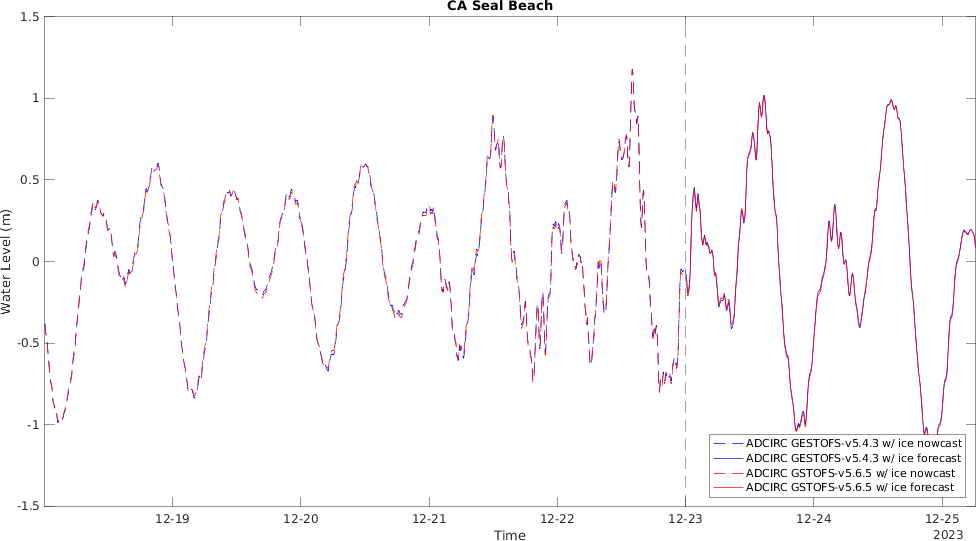 CA Seal Beach
1.5
1
0.5
0
-0.5
-1
-1.5
Water Level (m)
12-19
12-20
12-21
12-22
12-23
12-24
12-25
Time
2023
ADCIRC GESTOFS-v5.4.3 w/ ice nowcast
ADCIRC GESTOFS-v5.4.3 w/ ice forecast
ADCIRC GSTOFS-v5.6.5 w/ ice nowcast
ADCIRC GSTOFS-v5.6.5 w/ ice forecast